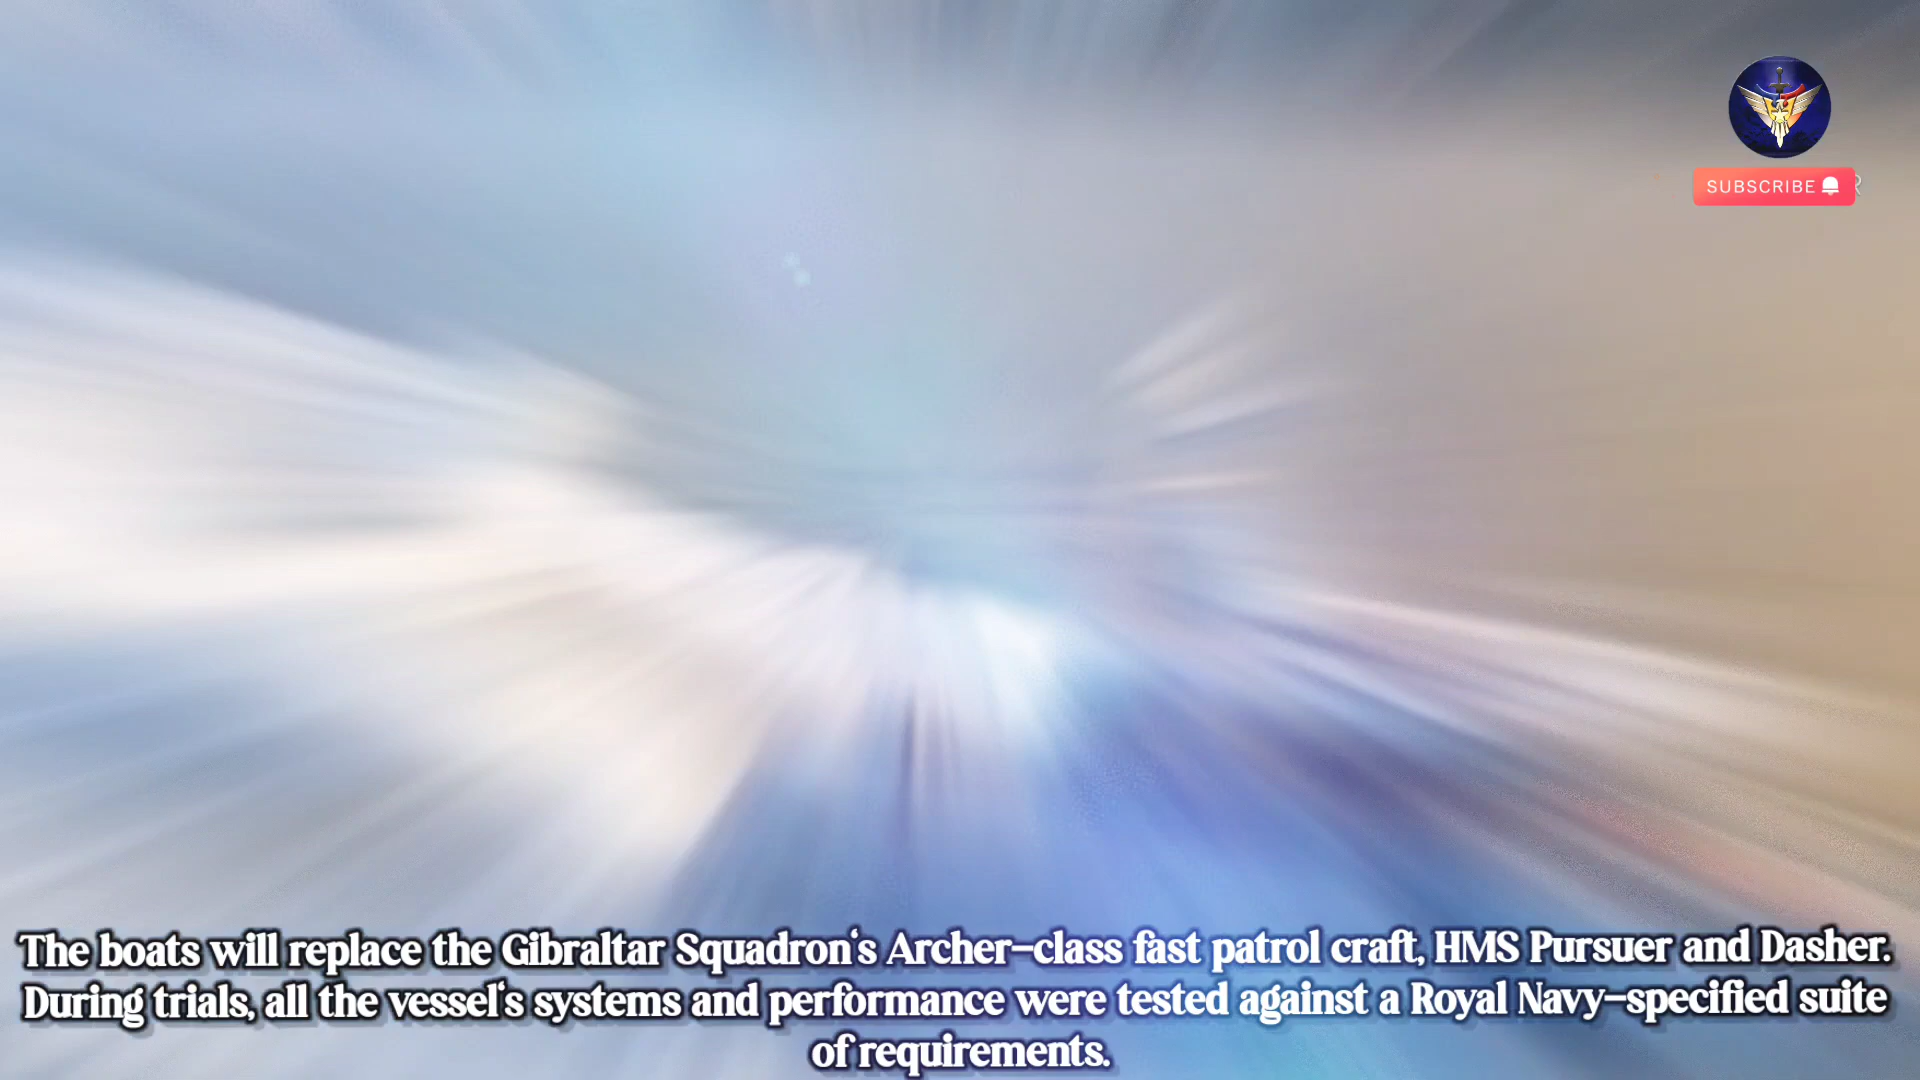 SUBSCRIBE
R
The boats will replace the Gibraltar Squadron's Archer-class fast patrol craft, HMS Pursuer and Dasher.
During trials, all the vessel's systems and performance were tested against a Royal Navy-specified suite
of requirements.